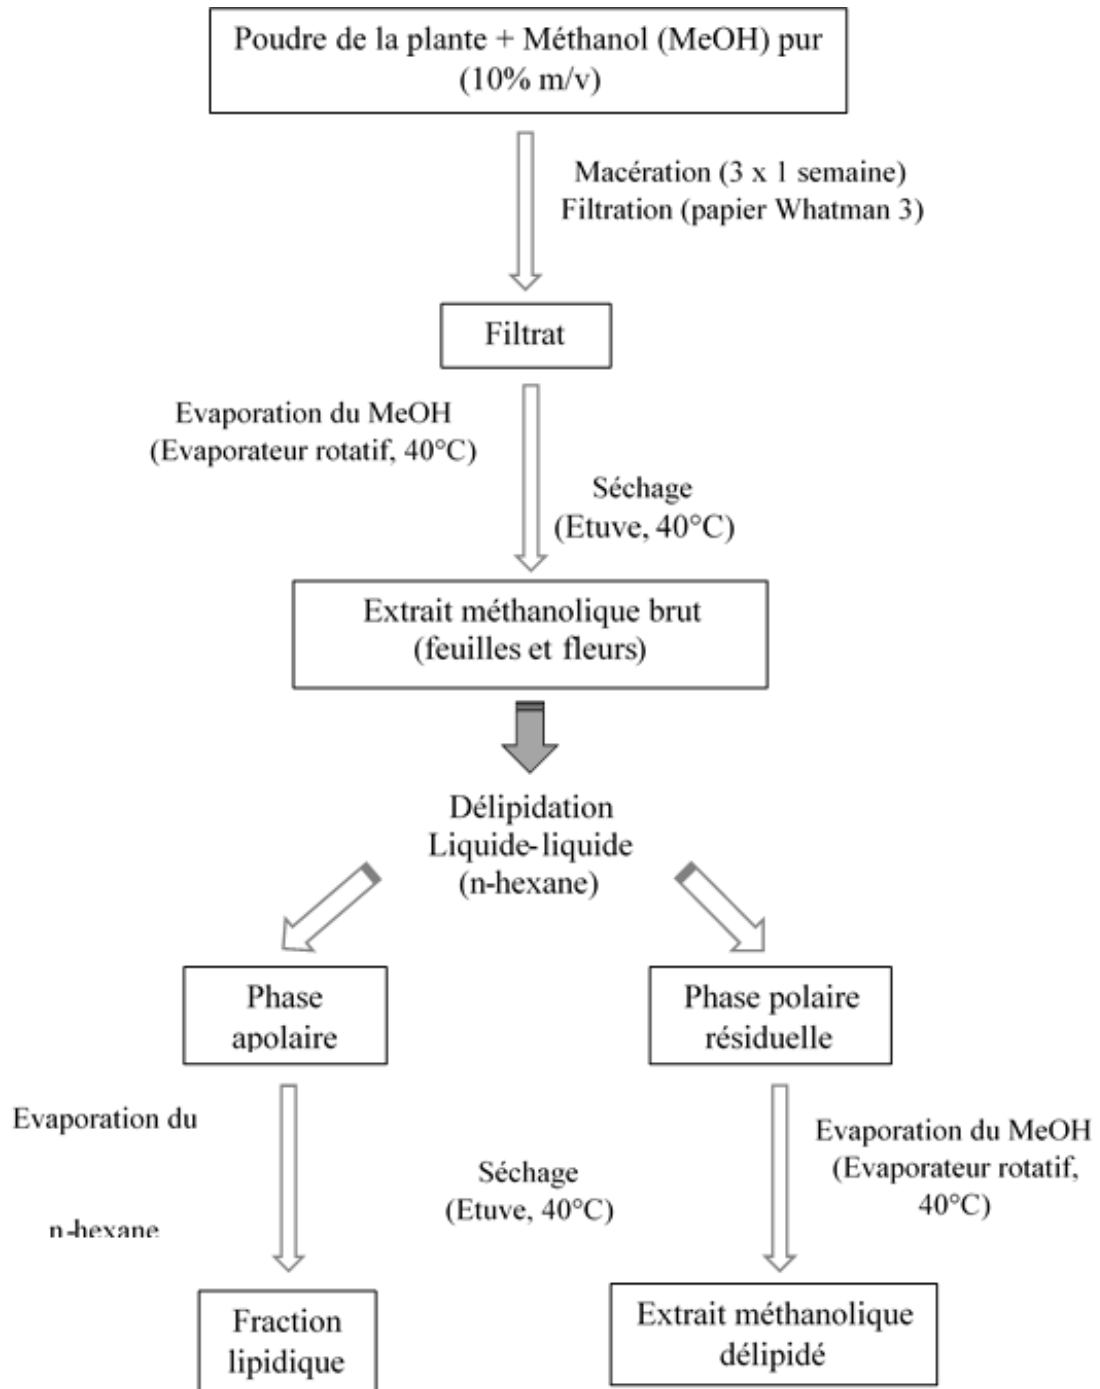 Poudre de la plante + Méthanol (MeOH) pur
(10% m/v)
Macération (3 x 1 semaine)
Filtration (papier Whatman 3)
Filtrat
Evaporation du MeOH
(Evaporateur rotatif, 40°C)
Séchage
(Etuve, 40°C)
Extrait méthanolique brut
(feuilles et fleurs)
Délipidation
Liquide-liquide
(n-hexane)
Phase
apolaire
Phase polaire
résiduelle
Evaporation du
n-hexane
Séchage
(Etuve, 40°C)
Evaporation du MeOH
(Evaporateur rotatif,
40°C)
Fraction
lipidique
Extrait méthanolique
délipidé